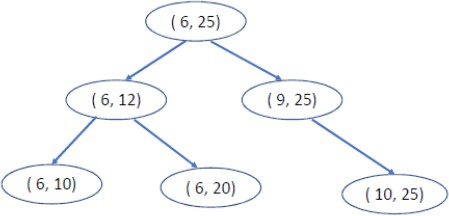 ( 6, 25)
( 6, 12)
( 9, 25)
( 6, 10)
( 6, 20)
( 10, 25)